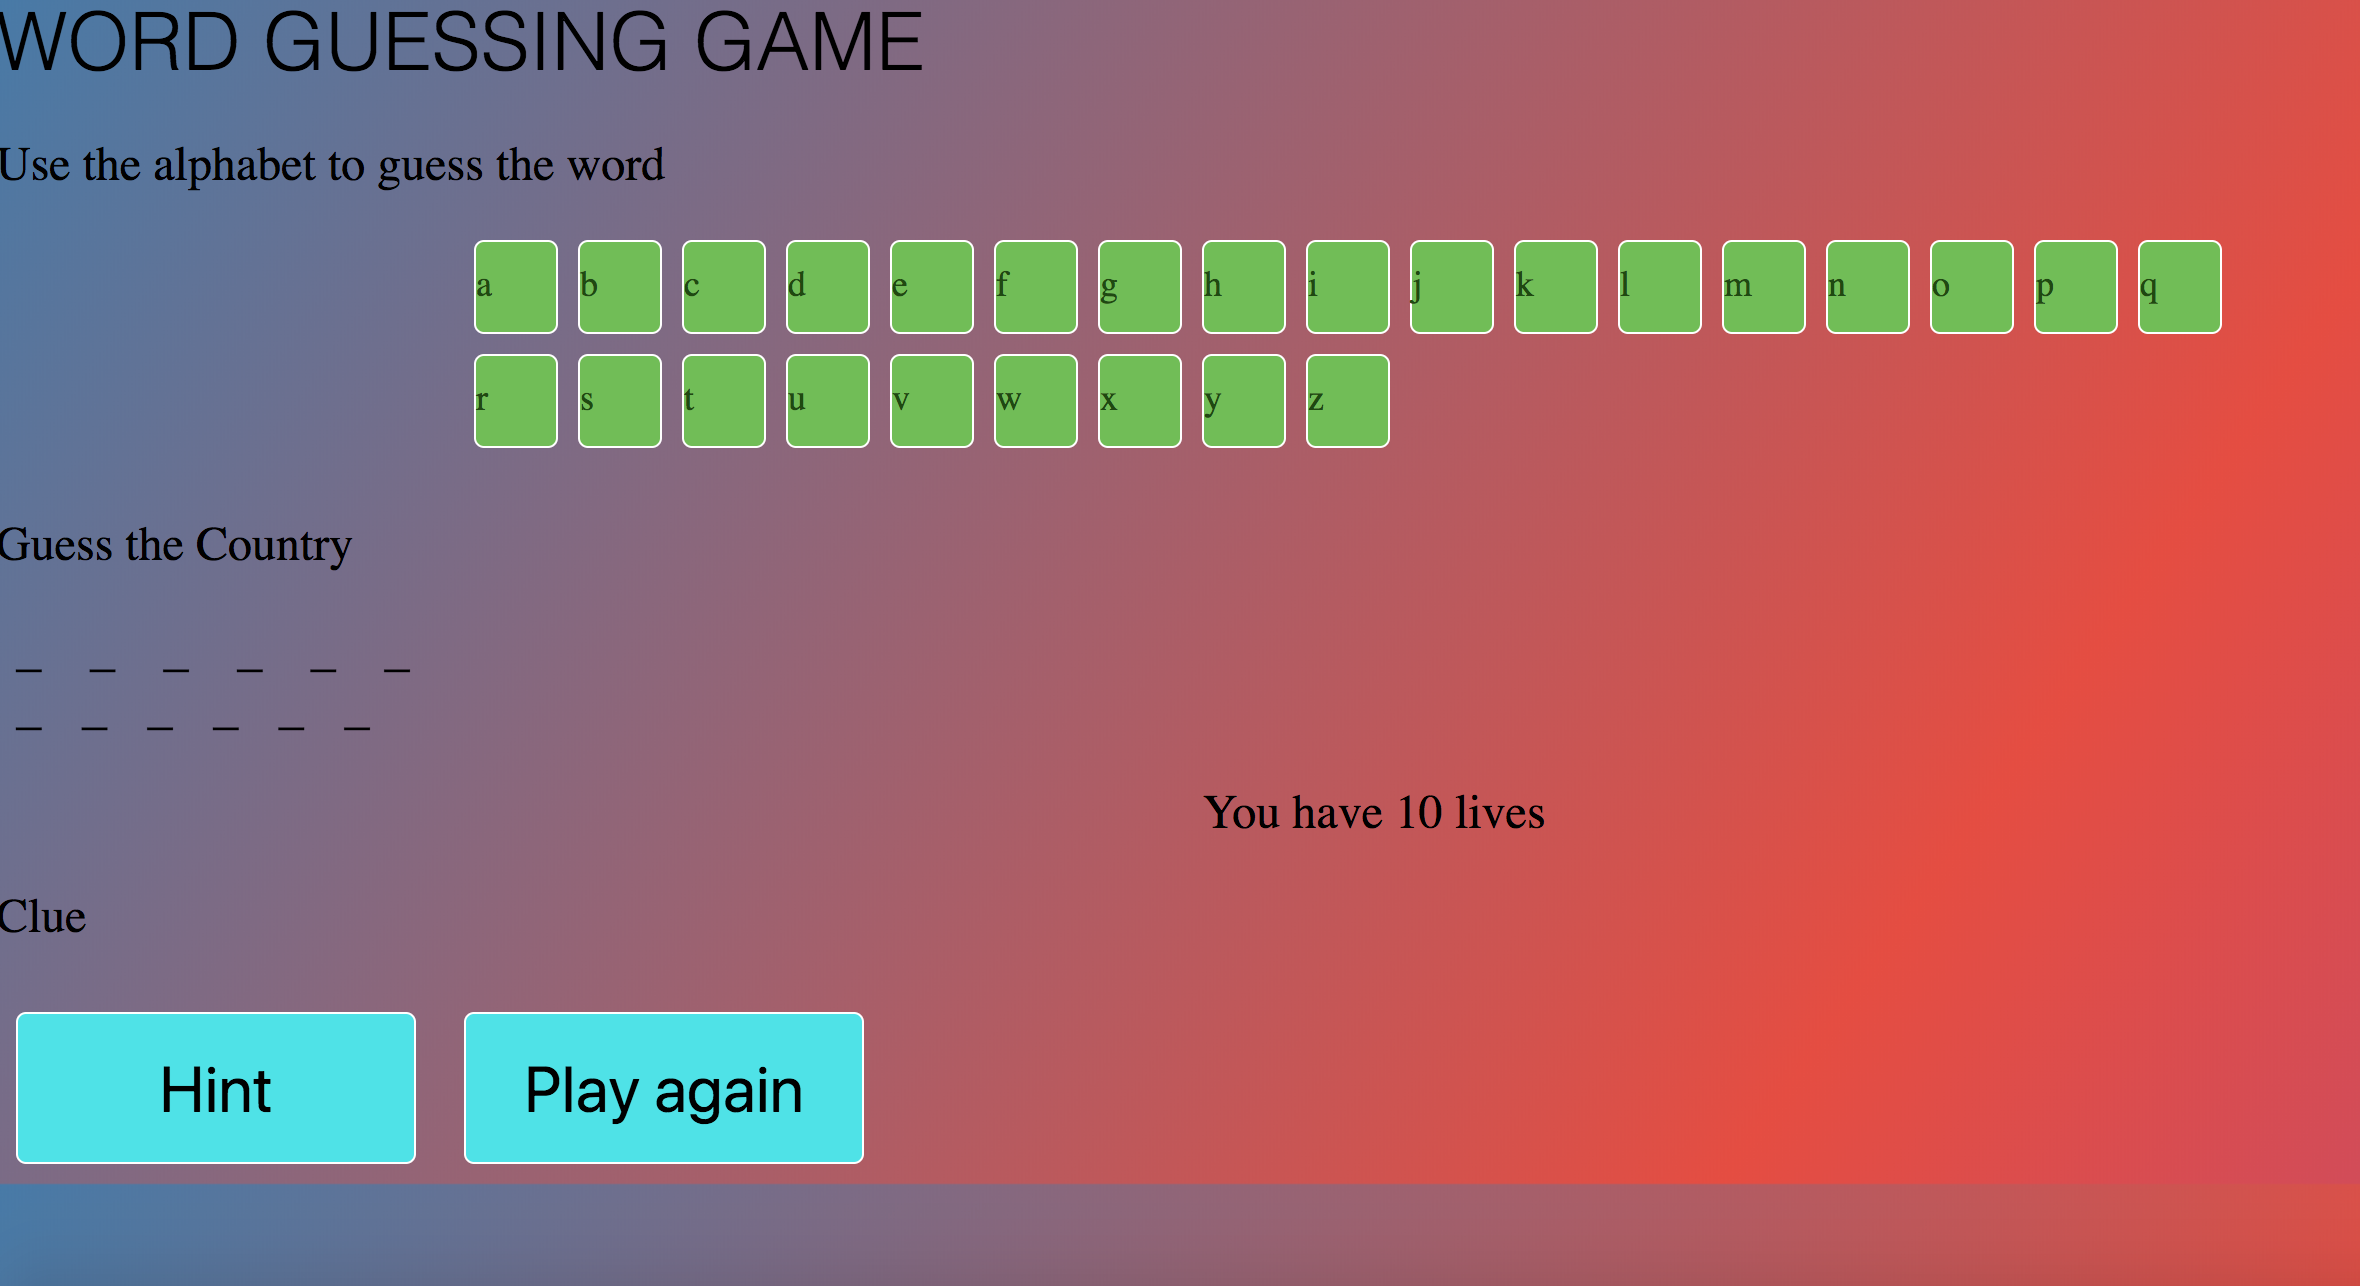 WORD GUESSING GAME
Use the alphabet to guess the word
a b c d e f g h i j k l m n o p q
r s t u v w x y z
Guess the Country
_ _ _ _ _ _
_ _ _ _ _ _
You have 10 lives
Clue
Hint Play again